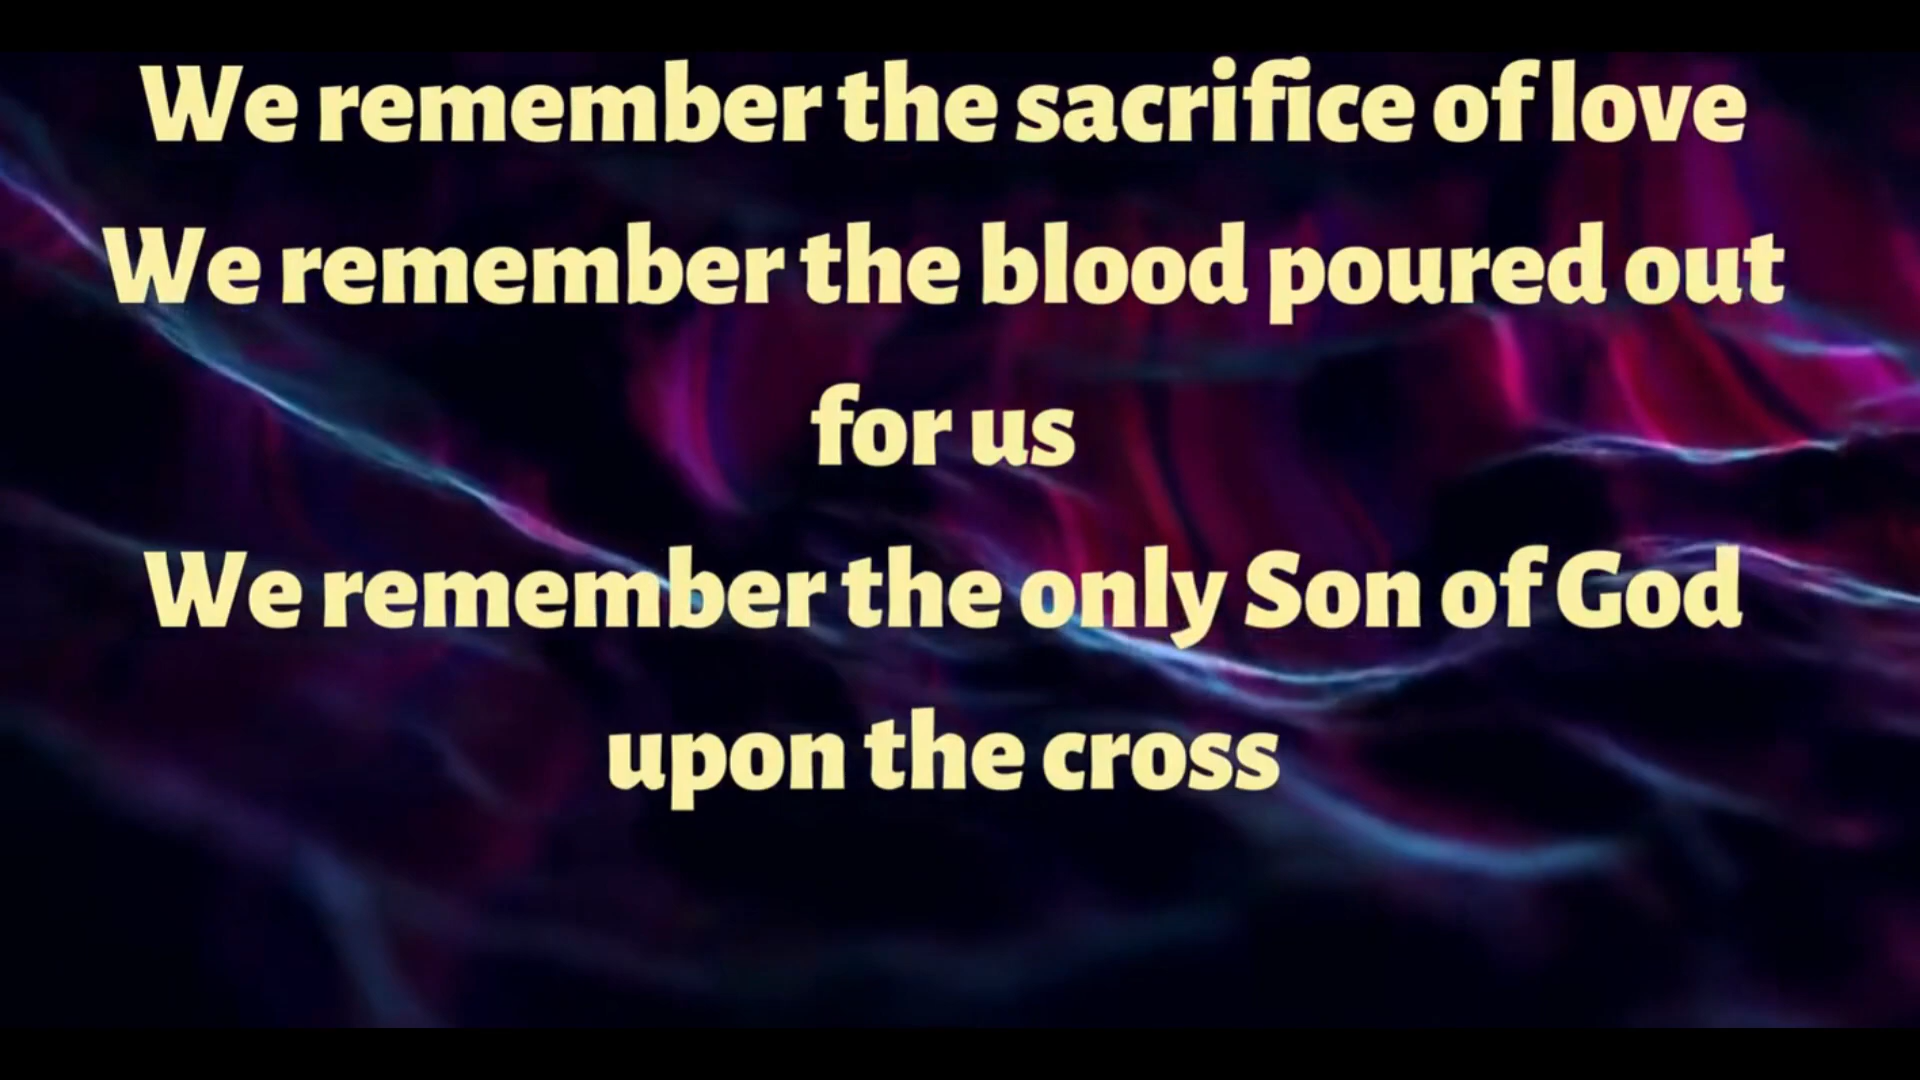 We remember the sacrifice of love
We remember the blood poured out
for us
We remember the only Son of God
upon the cross